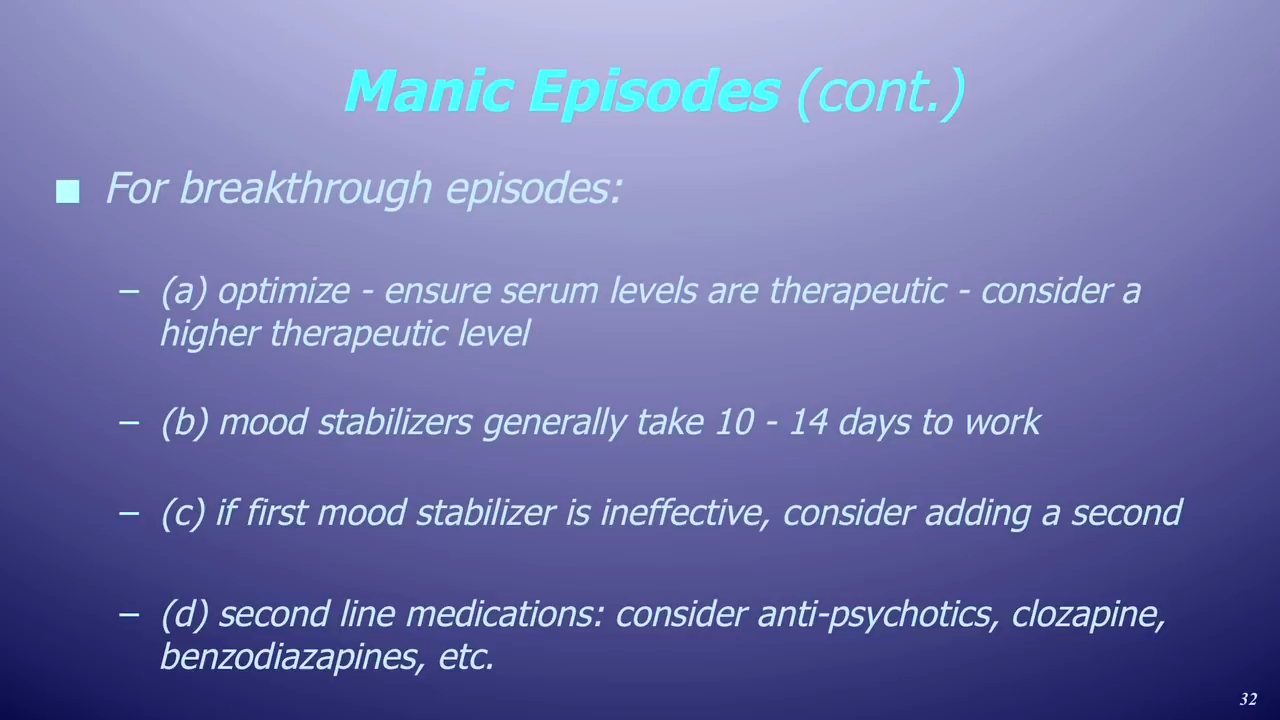 Manic Episodes (cont.)
■ For breakthrough episodes:
– (a) optimize - ensure serum levels are therapeutic - consider a
higher therapeutic level
– (b) mood stabilizers generally take 10 - 14 days to work
– (c) if first mood stabilizer is ineffective, consider adding a second
– (d) second line medications: consider anti-psychotics, clozapine,
benzodiazapines, etc.
32